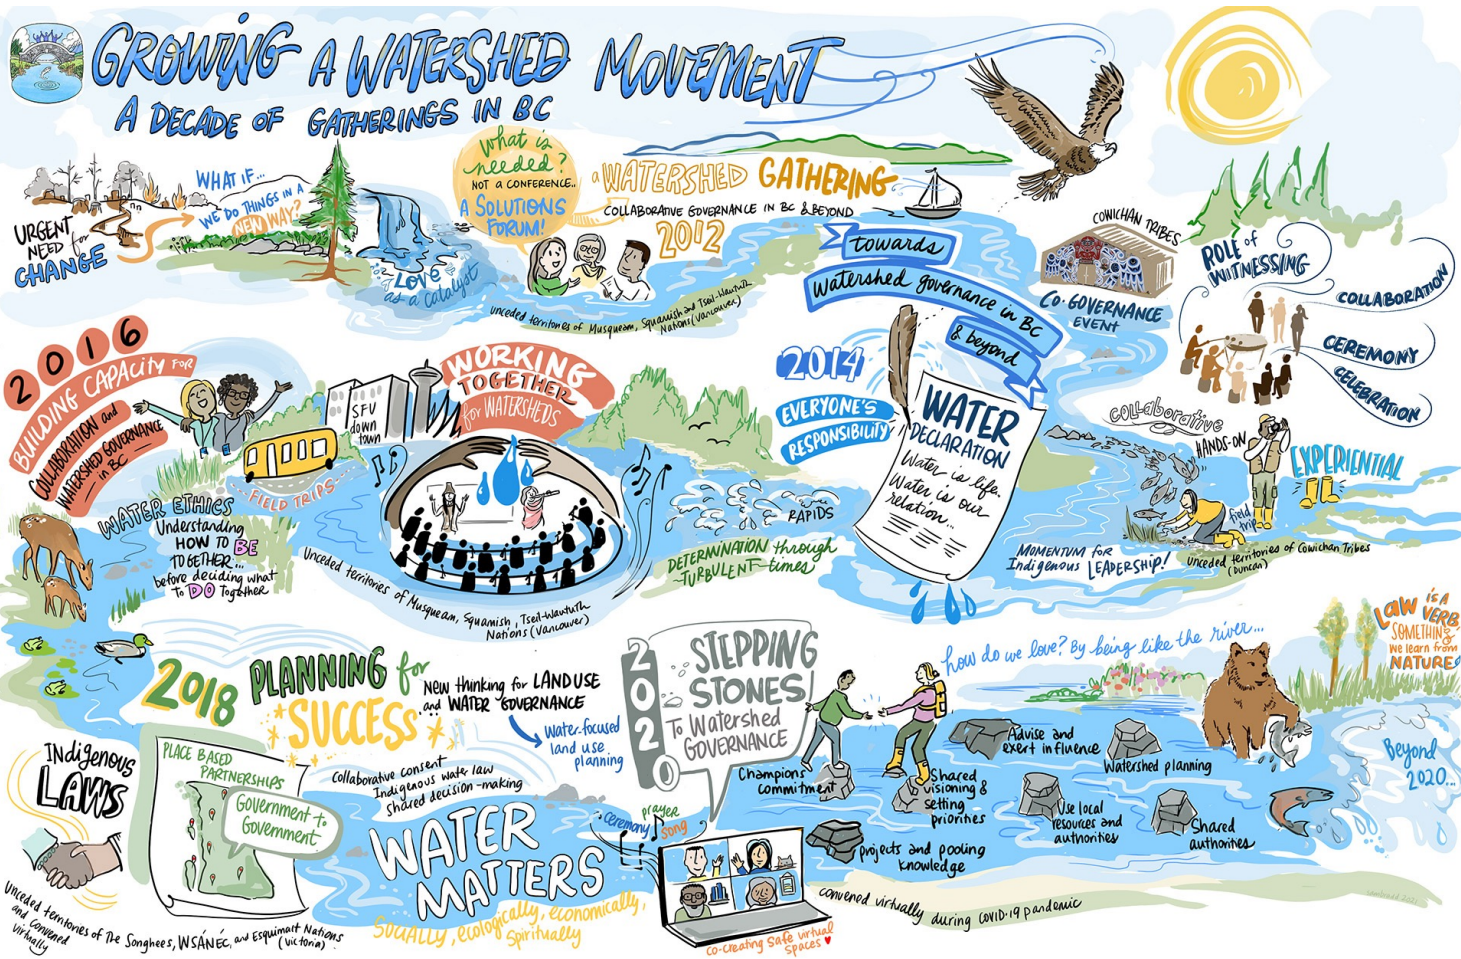 GROWING A WATERSHED MOVEMENT
A DECADE OF GATHERINGS IN BC
URGENT
NEED for
CHANGE
WHAT IF...
WE DO THINGS IN A
NEW WAY?
LOVE
as a Catalyst
What is
needed?
NOT A CONFERENCE..
A SOLUTIONS
FORUM!
a WATERSHED GATHERING
COLLABORATIVE GOVERNANCE IN BC & BEYOND
2012
unceded territories of Musqueam, Squamish and Tseil-Waututh
Nations (Vancouver)
towards
Watershed governance in BC
& beyond
COWICHAN TRIBES
CO-GOVERNANCE
EVENT
ROLE of
WITNESSING
COLLABORATION
CEREMONY
CELEBRATION
2014
EVERYONE'S
RESPONSIBILITY
WATER
DECLARATION
Water is life.
Water is our
relation...
COLLaborative
HANDS-ON
EXPERIENTIAL
field
trip
MOMENTUM for
Indigenous LEADERSHIP!
unceded territories of Cowichan Tribes
(Duncan)
2016
BUILDING CAPACITY FOR
COLLABORATION and
WATERSHED GOVERNANCE
IN BC
FIELD TRIPS
SFU
down
town
WORKING
TOGETHER
for WATERSHEDS
WATER ETHICS
Understanding
HOW TO BE
TOGETHER...
before deciding what
to DO Together
Unceded territories of Musqueam, Squamish, Tseil-Waututh
Nations (Vancouver)
RAPIDS
DETERMINATION through
TURBULENT times
2018
PLANNING for
SUCCESS
New thinking for LAND USE
and WATER GOVERNANCE
Water-focused
land use
planning
INdigenous
LAWS
PLACE BASED
PARTNERSHIPS
Government to
Government
Collaborative consent
Indigenous water law
shared decision-making
WATER
MATTERS
SOCIALLY, ecologically, economically,
Spiritually
Unceded territories of The Songhees, WSÁNEĆ, and Esquimalt Nations
(Victoria)
and Convened
virtually
2020
STEPPING
STONES
To Watershed
GOVERNANCE
Ceremony
prayer
song
co-creating safe virtual
spaces
convened virtually during COVID-19 pandemic
how do we love? By being like the river...
Champions
Commitment
Shared
visioning &
setting
priorities
projects and pooling
knowledge
Advise and
exert influence
Watershed planning
Use local
resources and
authorities
Shared
authorities
LAW IS A
VERB,
SOMETHING
We learn from
NATURE
Beyond
2020...